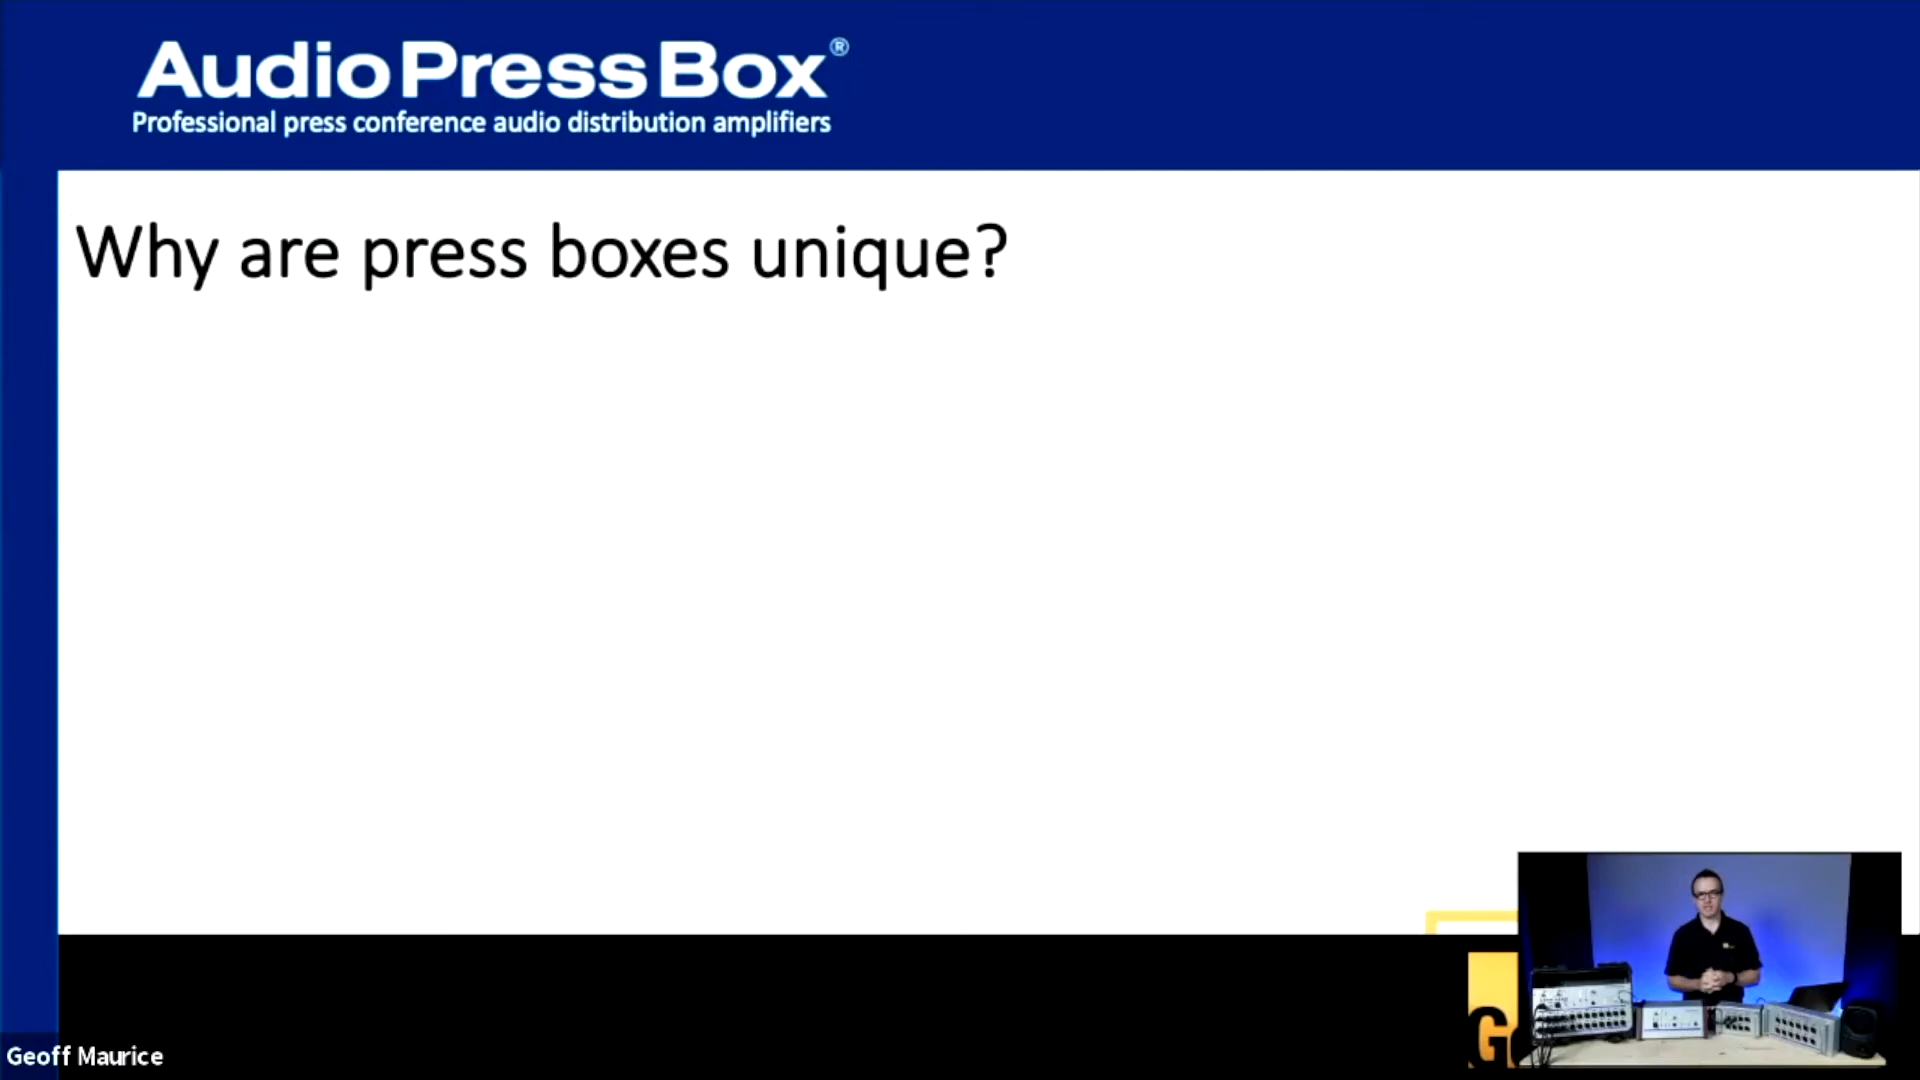 AudioPressBox®
Professional press conference audio distribution amplifiers
Why are press boxes unique?
G
Geoff Maurice